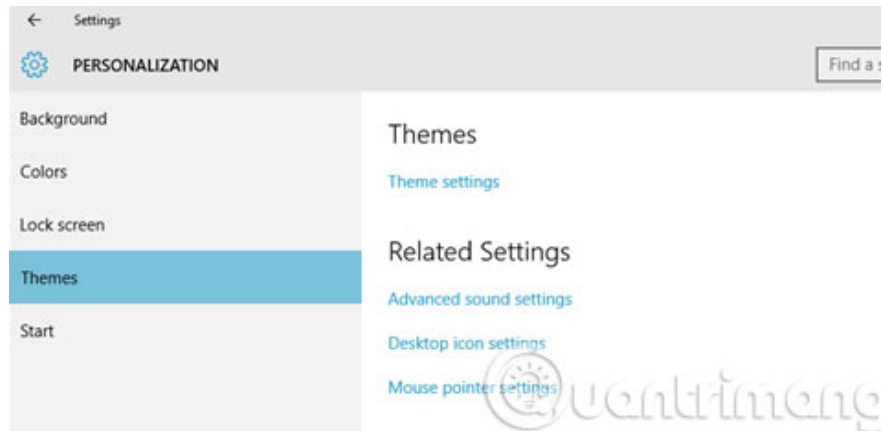 Settings
PERSONALIZATION
Find a s
Background
Colors
Lock screen
Themes
Start
Themes
Theme settings
Related Settings
Advanced sound settings
Desktop icon settings
Mouse pointer settings
Quantrimang